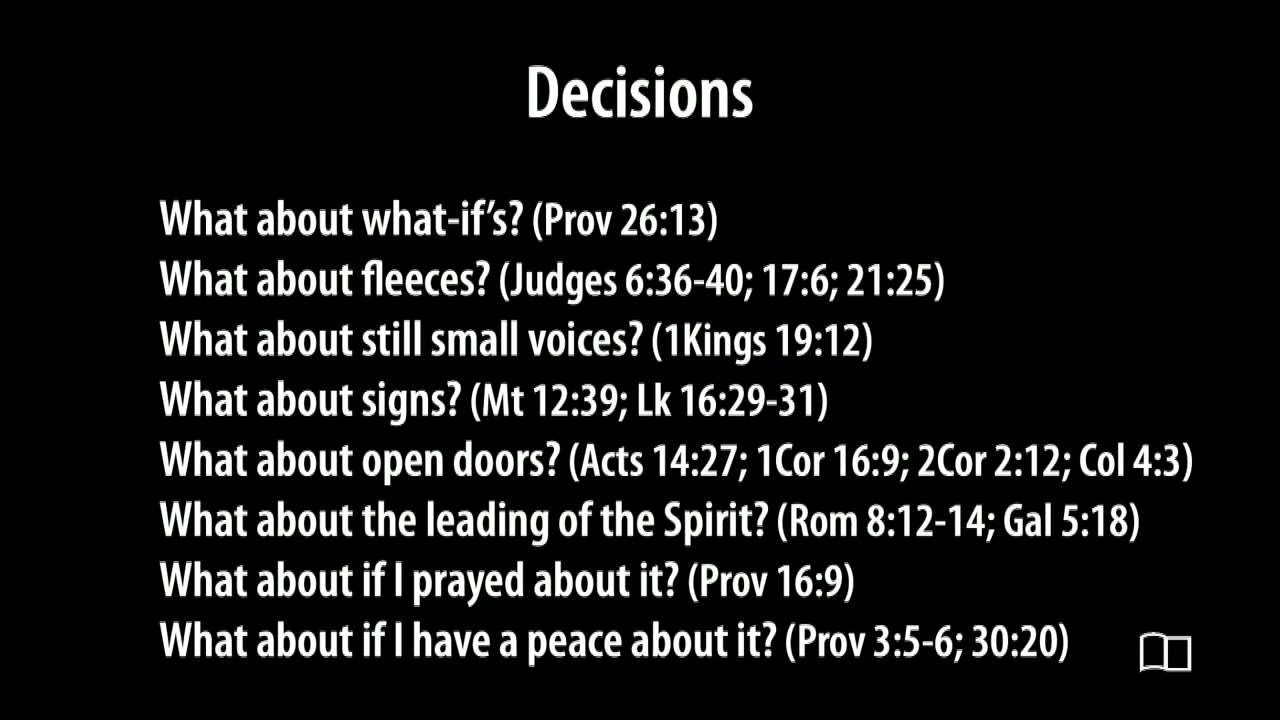 Decisions
What about what-if’s? (Prov 26:13)
What about fleeces? (Judges 6:36-40; 17:6; 21:25)
What about still small voices? (1Kings 19:12)
What about signs? (Mt 12:39; Lk 16:29-31)
What about open doors? (Acts 14:27; 1Cor 16:9; 2Cor 2:12; Col 4:3)
What about the leading of the Spirit? (Rom 8:12-14; Gal 5:18)
What about if I prayed about it? (Prov 16:9)
What about if I have a peace about it? (Prov 3:5-6; 30:20)